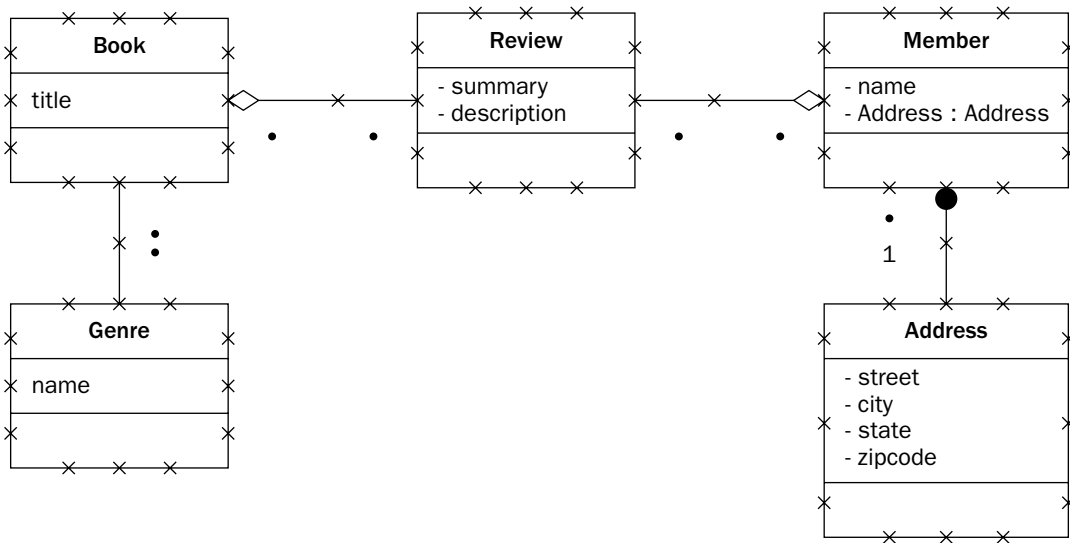 Book
title
Review
- summary
- description
Member
- name
- Address : Address
1
Genre
name
Address
- street
- city
- state
- zipcode